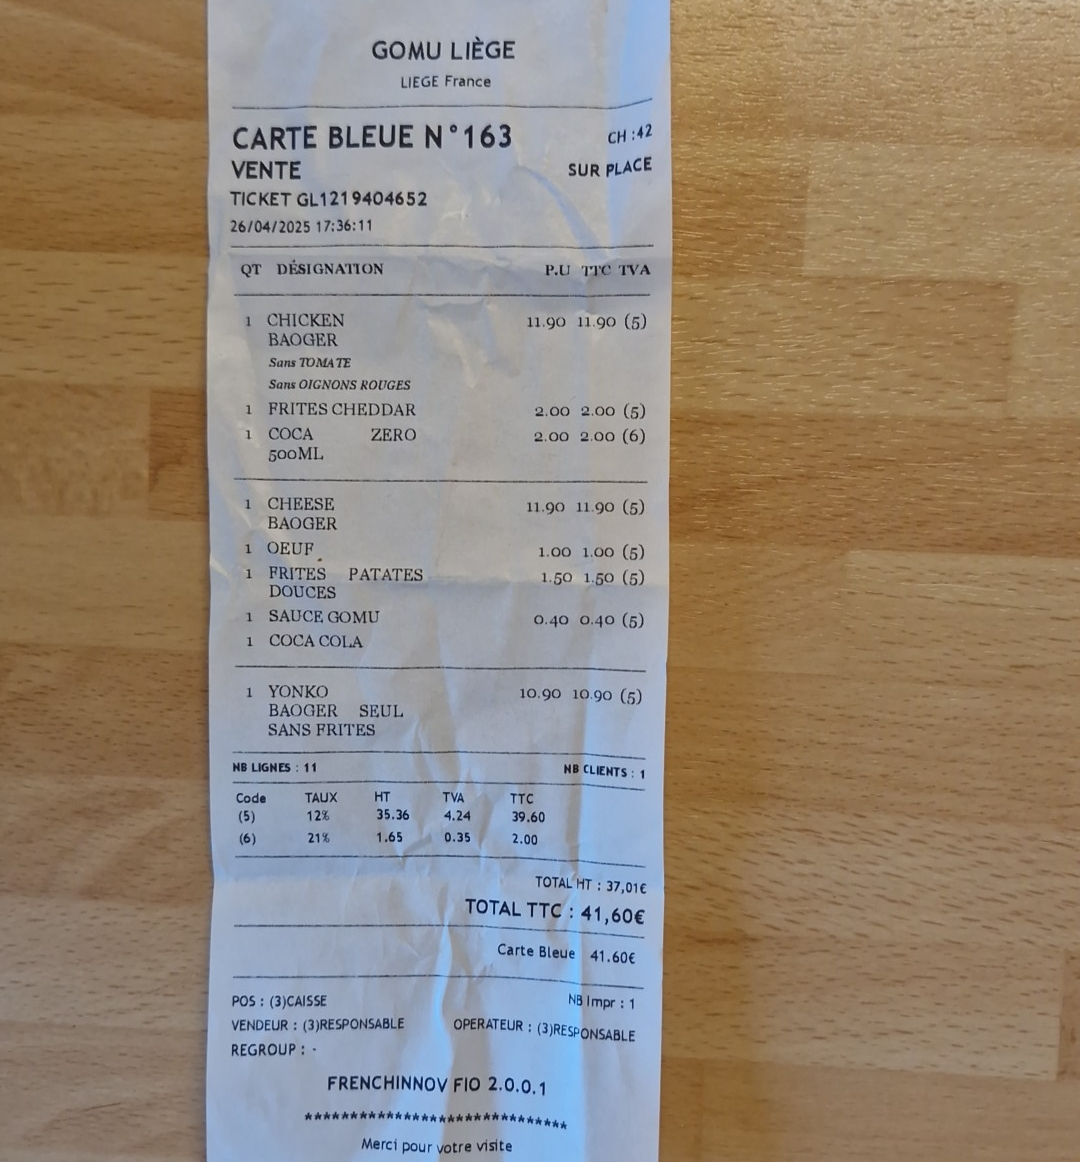 GOMU LIÈGE
LIEGE France
CARTE BLEUE N°163 CH :42
VENTE SUR PLACE
TICKET GL1219404652
26/04/2025 17:36:11
QT DÉSIGNATION P.U TTC TVA
1 CHICKEN 11.90 11.90 (5)
BAOGER
Sans TOMATE
Sans OIGNONS ROUGES
1 FRITES CHEDDAR 2.00 2.00 (5)
1 COCA ZERO 2.00 2.00 (6)
500ML
1 CHEESE 11.90 11.90 (5)
BAOGER
1 OEUF 1.00 1.00 (5)
1 FRITES PATATES 1.50 1.50 (5)
DOUCES
1 SAUCE GOMU 0.40 0.40 (5)
1 COCA COLA
1 YONKO 10.90 10.90 (5)
BAOGER SEUL
SANS FRITES
NB LIGNES : 11 NB CLIENTS : 1
Code TAUX HT TVA TTC
(5) 12% 35.36 4.24 39.60
(6) 21% 1.65 0.35 2.00
TOTAL HT : 37,01€
TOTAL TTC : 41,60€
Carte Bleue 41.60€
POS : (3)CAISSE NB Impr : 1
VENDEUR : (3)RESPONSABLE OPERATEUR : (3)RESPONSABLE
REGROUP : -
FRENCHINNOV FIO 2.0.0.1
*****************************
Merci pour votre visite